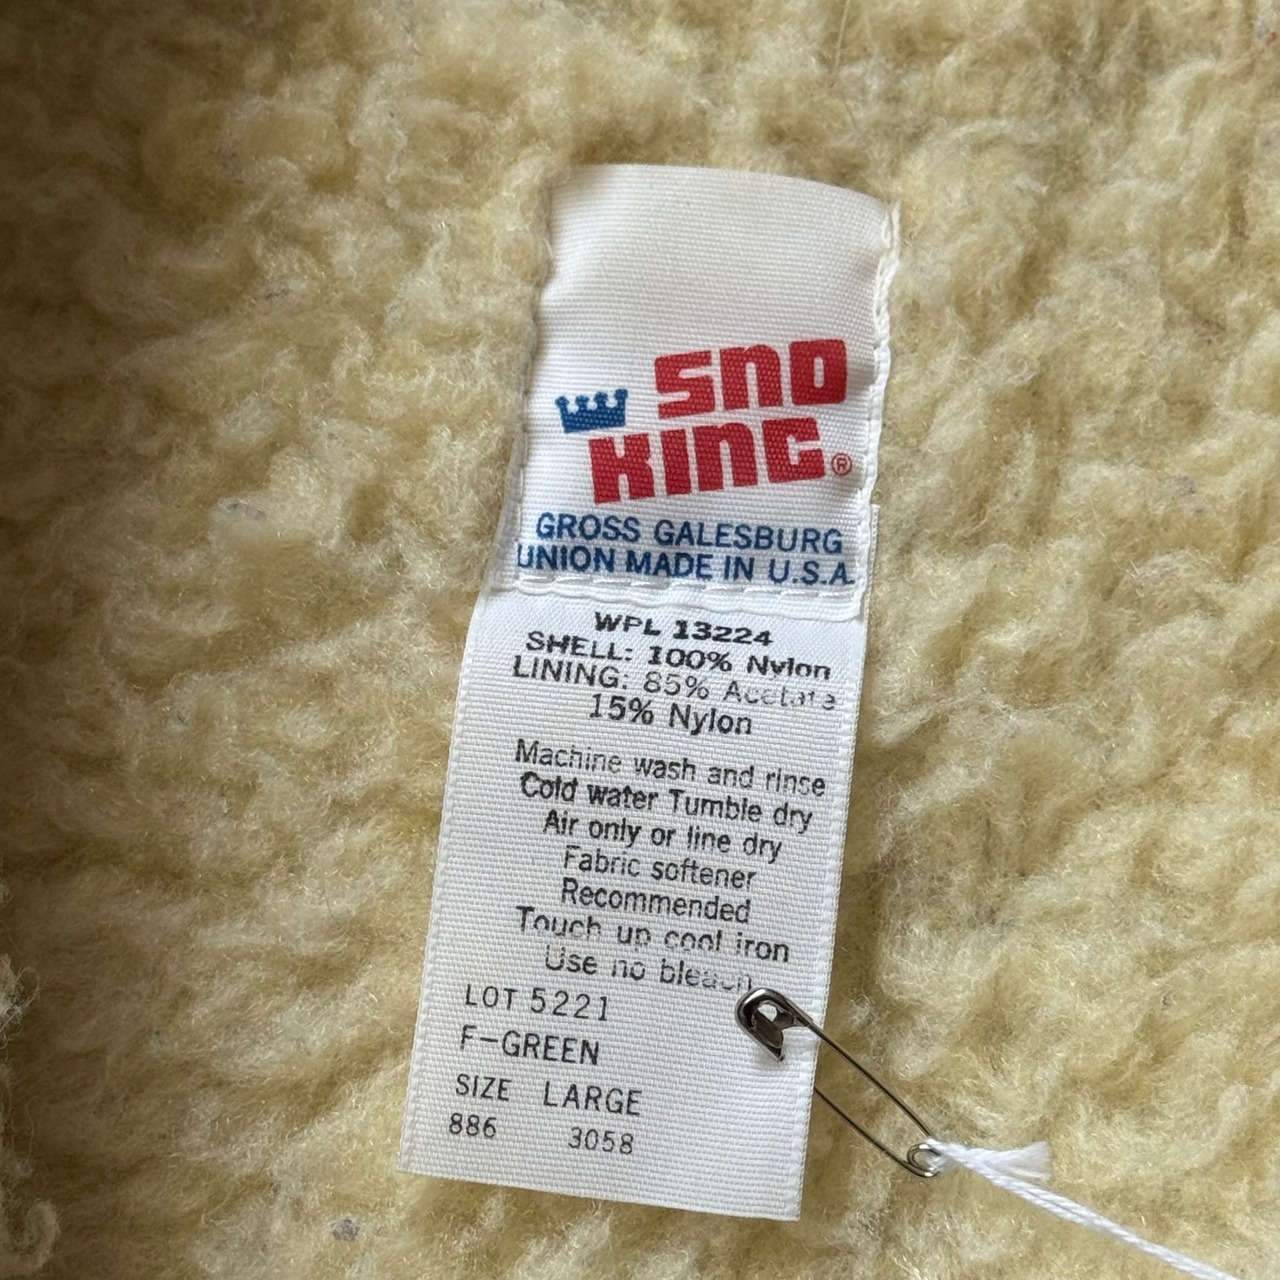 SNO
KING®
GROSS GALESBURG
UNION MADE IN U.S.A.
WPL 13224
SHELL: 100% Nylon
LINING: 85% Acetate
15% Nylon
Machine wash and rinse
Cold water Tumble dry
Air only or line dry
Fabric softener
Recommended
Touch up cool iron
Use no bleach
LOT 5221
F-GREEN
SIZE LARGE
886 3058